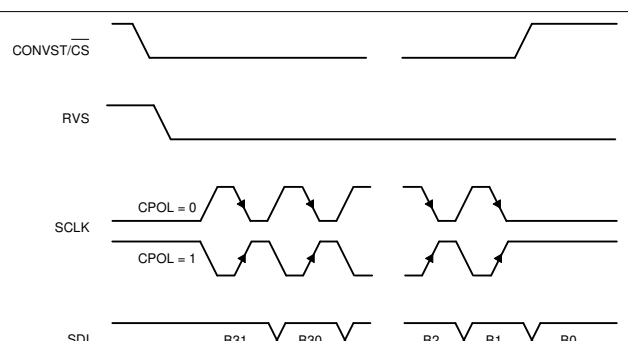 CONVST/CS
RVS
CPOL = 0
SCLK
CPOL = 1
SDI B31 B30 B2 B1 B0